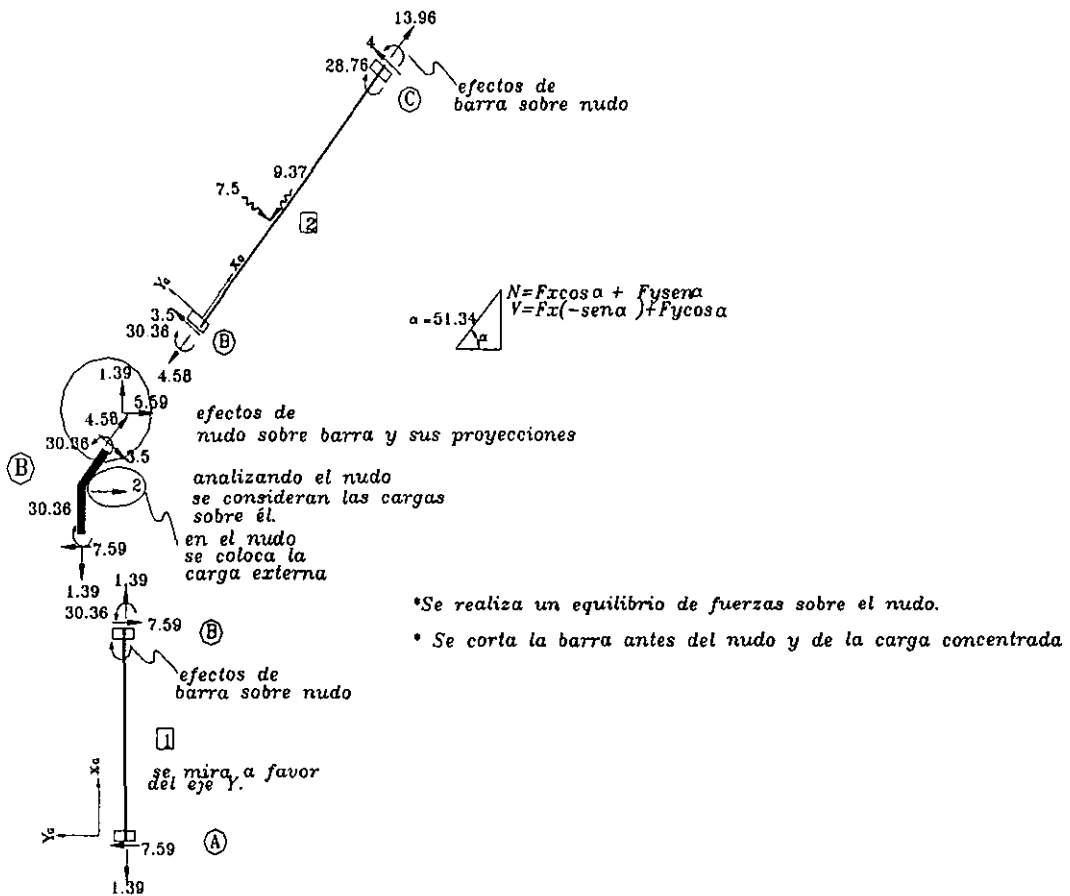 13.96
4
28.76
C
efectos de
barra sobre nudo
9.37
7.5
2
Xa
Ya
3.5
30.36
B
4.58
N=Fxcosα + Fysenα
V=Fx(-senα )+Fycosα
α =51.34
α
1.39
5.59
4.58
30.36
3.5
efectos de
nudo sobre barra y sus proyecciones
B
2
analizando el nudo
se consideran las cargas
sobre él.
30.36
7.59
en el nudo
se coloca la
carga externa
1.39
1.39
30.36
7.59
B
*Se realiza un equilibrio de fuerzas sobre el nudo.
* Se corta la barra antes del nudo y de la carga concentrada
efectos de
barra sobre nudo
1
se mira a favor
del eje Y.
Xa
Ya
7.59
A
1.39